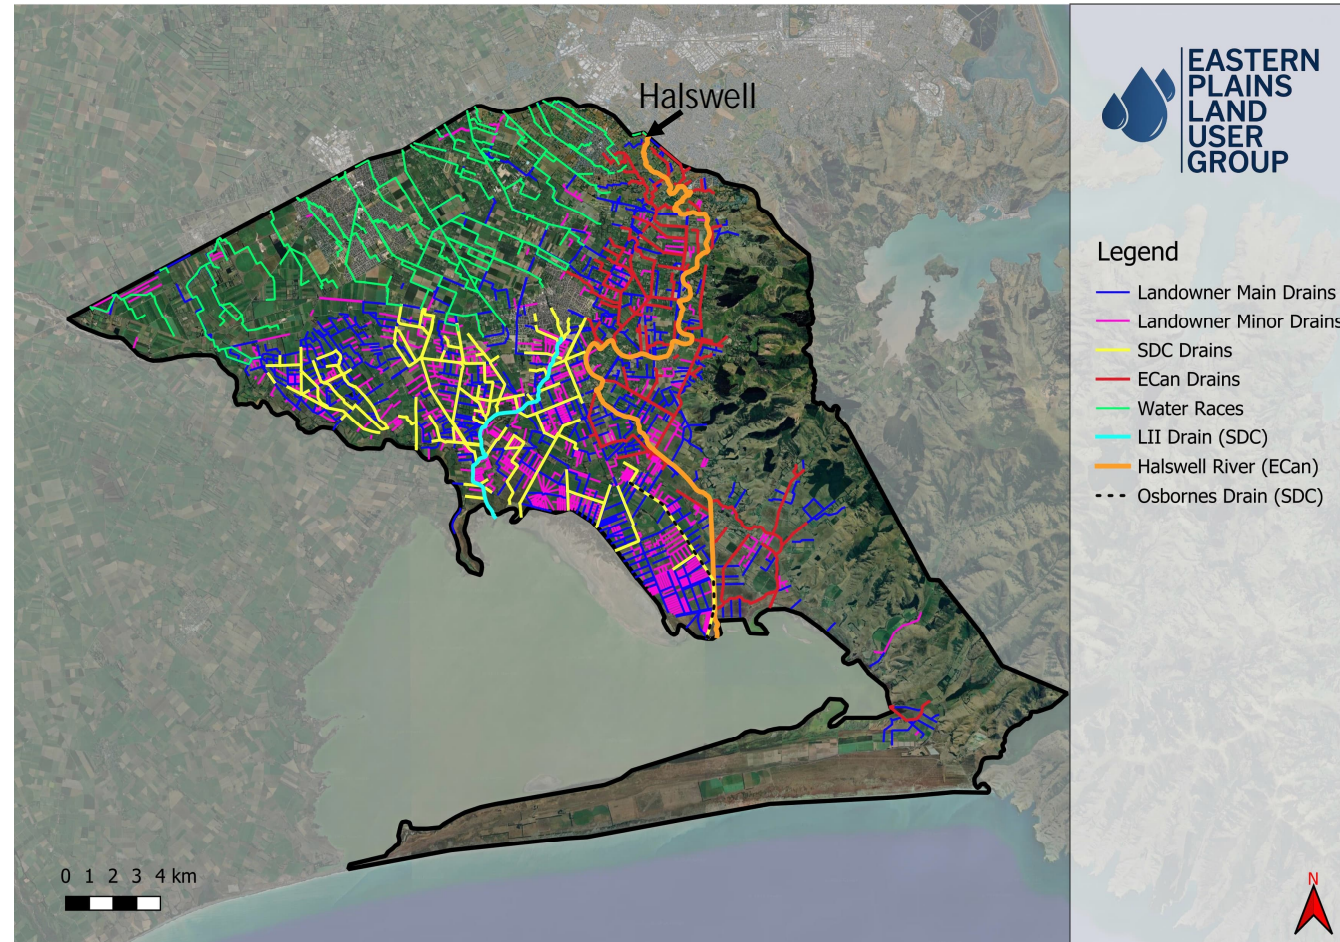 Halswell
EASTERN
PLAINS
LAND
USER
GROUP
Legend
Landowner Main Drains
Landowner Minor Drains
SDC Drains
ECan Drains
Water Races
LII Drain (SDC)
Halswell River (ECan)
Osbornes Drain (SDC)
0 1 2 3 4 km
N